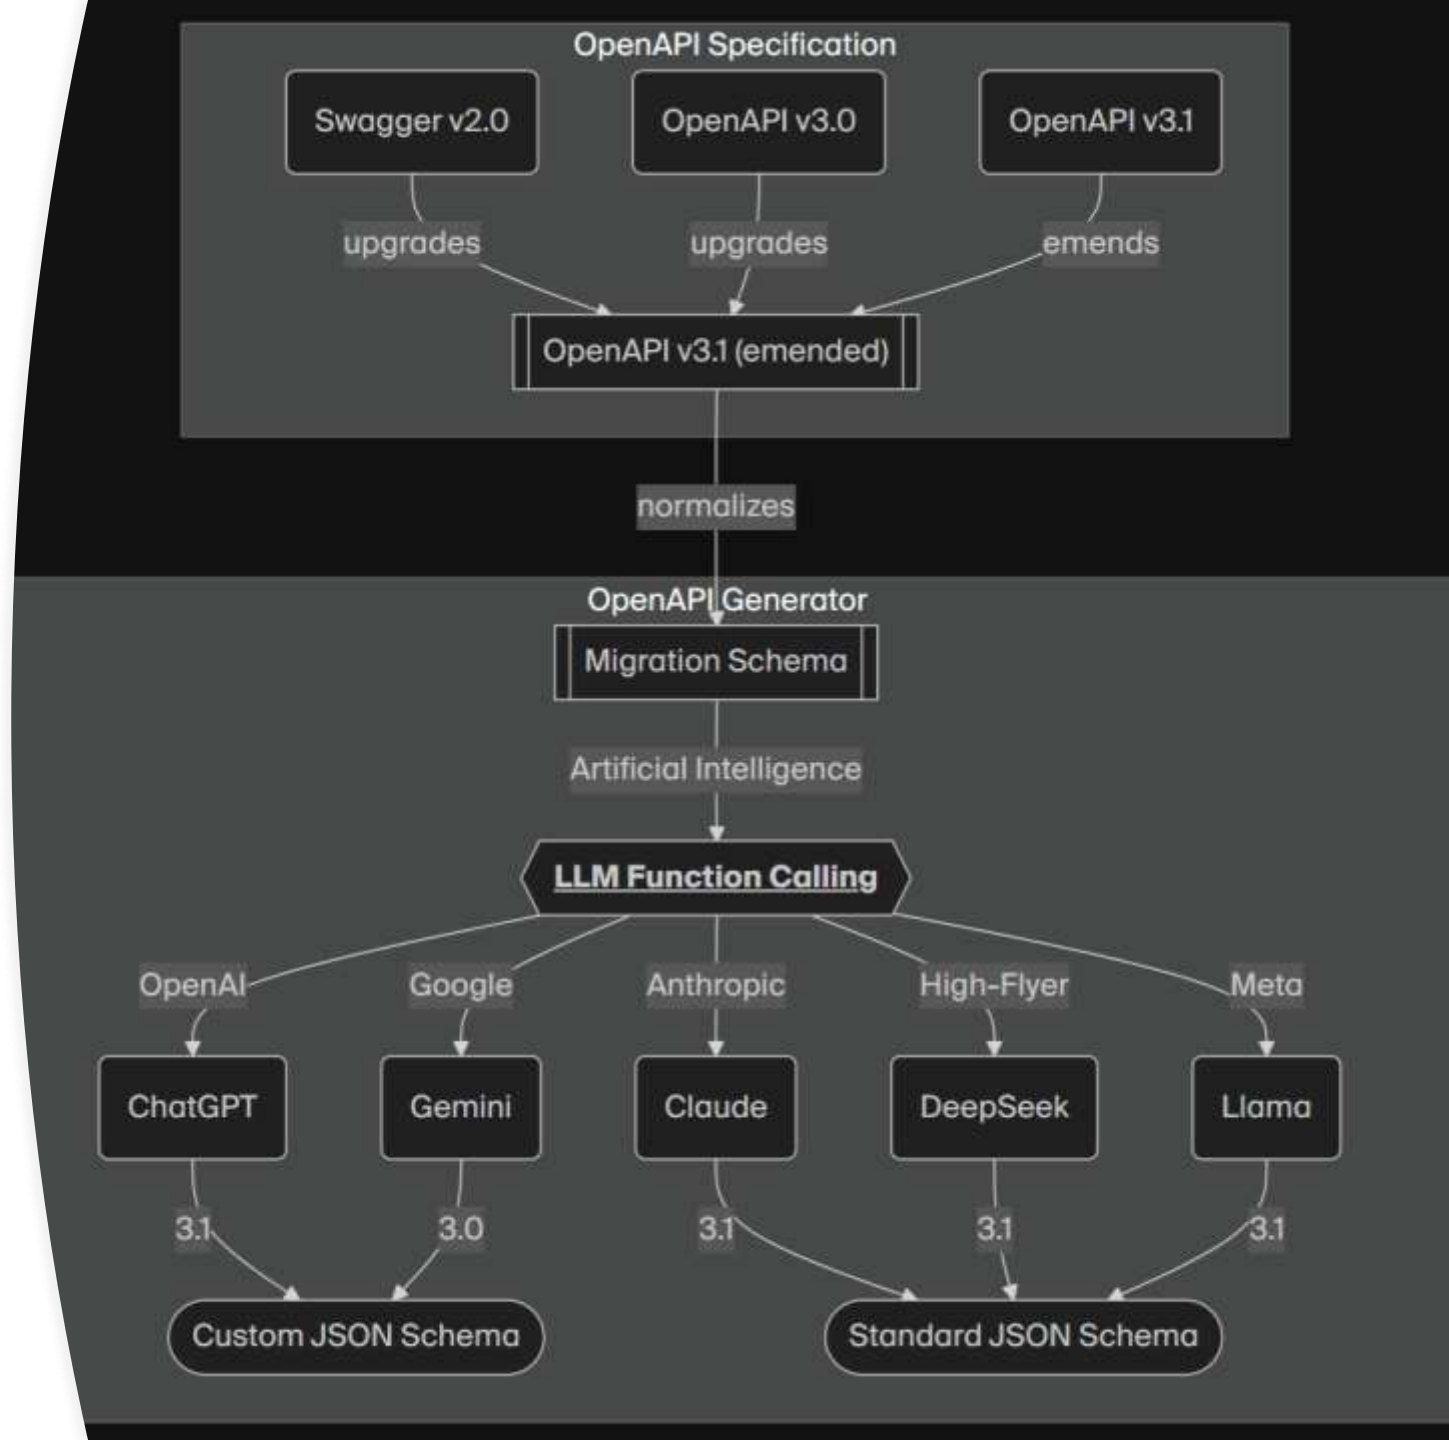 OpenAPI Specification
Swagger v2.0
OpenAPI v3.0
OpenAPI v3.1
upgrades
upgrades
emends
OpenAPI v3.1 (emended)
normalizes
OpenAPI Generator
Migration Schema
Artificial Intelligence
LLM Function Calling
OpenAI
Google
Anthropic
High-Flyer
Meta
ChatGPT
Gemini
Claude
DeepSeek
Llama
3.1
3.0
3.1
3.1
3.1
Custom JSON Schema
Standard JSON Schema